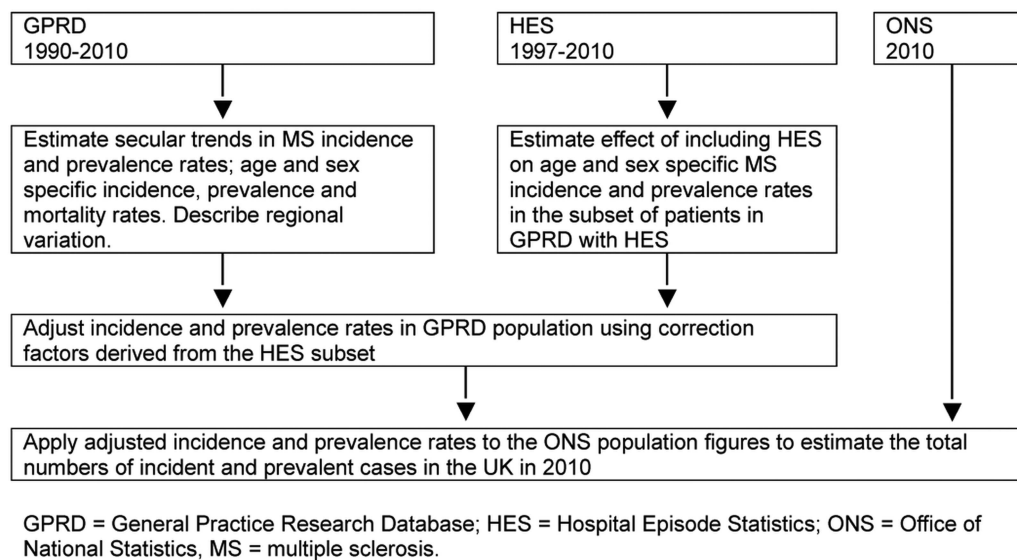 GPRD
1990-2010
HES
1997-2010
ONS
2010
Estimate secular trends in MS incidence
and prevalence rates; age and sex
specific incidence, prevalence and
mortality rates. Describe regional
variation.
Estimate effect of including HES
on age and sex specific MS
incidence and prevalence rates
in the subset of patients in
GPRD with HES
Adjust incidence and prevalence rates in GPRD population using correction
factors derived from the HES subset
Apply adjusted incidence and prevalence rates to the ONS population figures to estimate the total
numbers of incident and prevalent cases in the UK in 2010
GPRD = General Practice Research Database; HES = Hospital Episode Statistics; ONS = Office of
National Statistics, MS = multiple sclerosis.